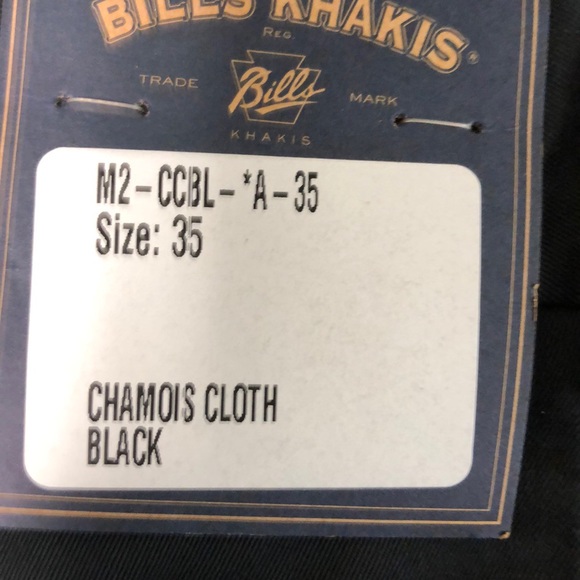 BILLS KHAKIS®
REG.
TRADE Bills MARK
KHAKIS
M2-CCBL-*A-35
Size: 35
CHAMOIS CLOTH
BLACK